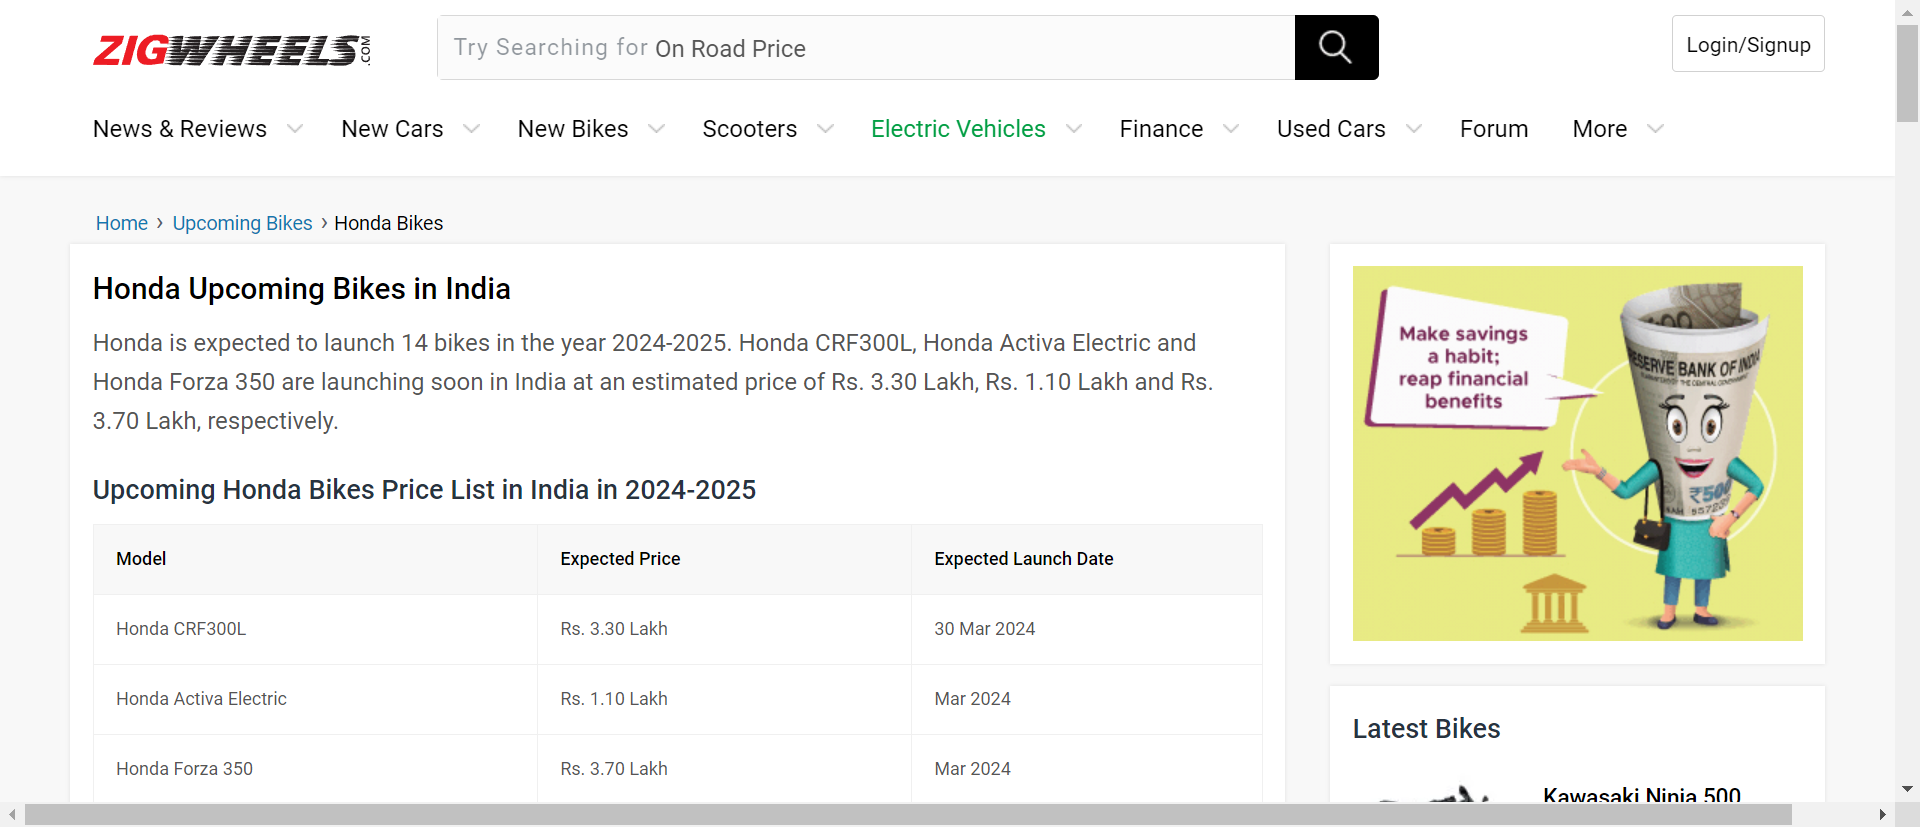 ZIGWHEELS.COM
Try Searching for On Road Price
Login/Signup
News & Reviews New Cars New Bikes Scooters Electric Vehicles Finance Used Cars Forum More
Home › Upcoming Bikes › Honda Bikes
Honda Upcoming Bikes in India
Honda is expected to launch 14 bikes in the year 2024-2025. Honda CRF300L, Honda Activa Electric and
Honda Forza 350 are launching soon in India at an estimated price of Rs. 3.30 Lakh, Rs. 1.10 Lakh and Rs.
3.70 Lakh, respectively.
Upcoming Honda Bikes Price List in India in 2024-2025
Model Expected Price Expected Launch Date
Honda CRF300L Rs. 3.30 Lakh 30 Mar 2024
Honda Activa Electric Rs. 1.10 Lakh Mar 2024
Honda Forza 350 Rs. 3.70 Lakh Mar 2024
Make savings
a habit;
reap financial
benefits
RESERVE BANK OF INDIA
₹500
Latest Bikes
Kawasaki Ninja 500